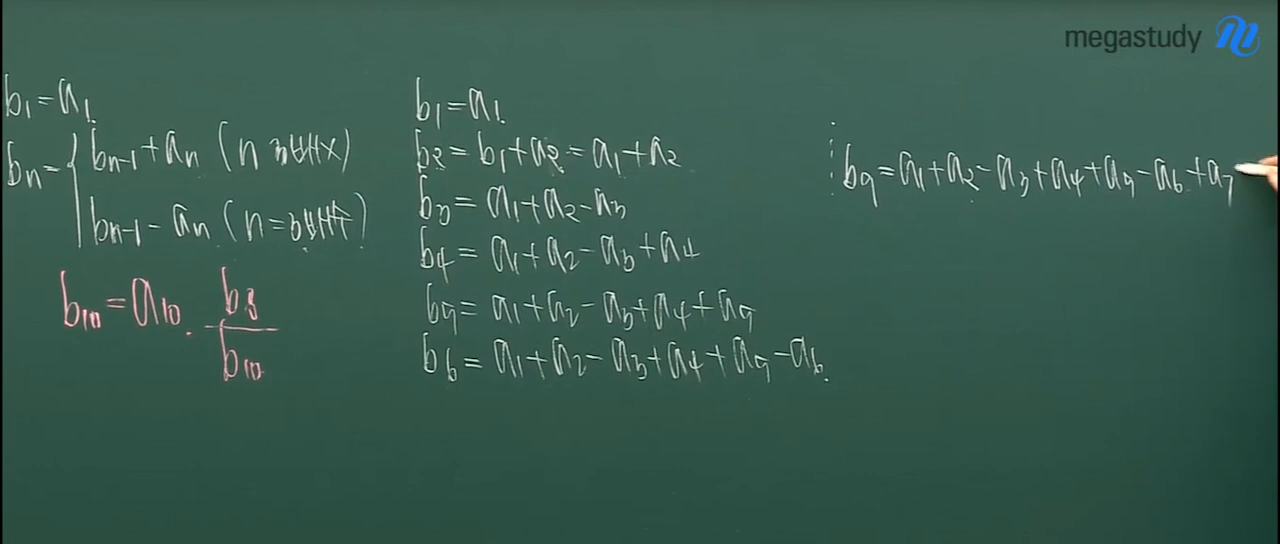 megastudy
b₁=a₁
bₙ={bₙ₋₁+aₙ (n 3배수X)
bₙ₋₁-aₙ (n=3배수)
b₁₀=a₁₀. b₈/b₁₀
b₁=a₁
b₂=b₁+a₂=a₁+a₂
b₃=a₁+a₂-a₃
b₄=a₁+a₂-a₃+a₄
b₅=a₁+a₂-a₃+a₄+a₅
b₆=a₁+a₂-a₃+a₄+a₅-a₆.
b₉=a₁+a₂-a₃+a₄+a₅-a₆+a₇